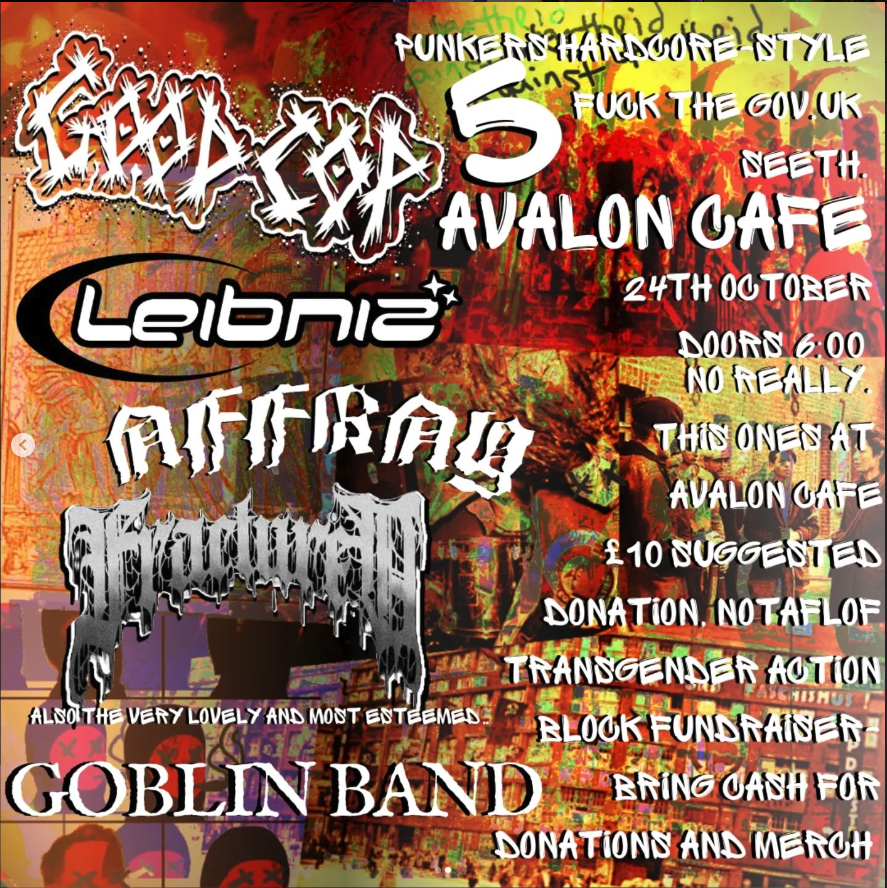 GOOD COP
Leibniz
AFFRAY
Fractured
ALSO THE VERY LOVELY AND MOST ESTEEMED..
GOBLIN BAND
PUNKERS HARDCORE-STYLE
5
FUCK THE GOV.UK
SEETH.
AVALON CAFE
24TH OCTOBER
DOORS 6:00
NO REALLY.
THIS ONES AT
AVALON CAFE
£10 SUGGESTED
DONATION. NOTAFLOF
TRANSGENDER ACTION
BLOCK FUNDRAISER-
BRING CASH FOR
DONATIONS AND MERCH
against
FASCHISMUS